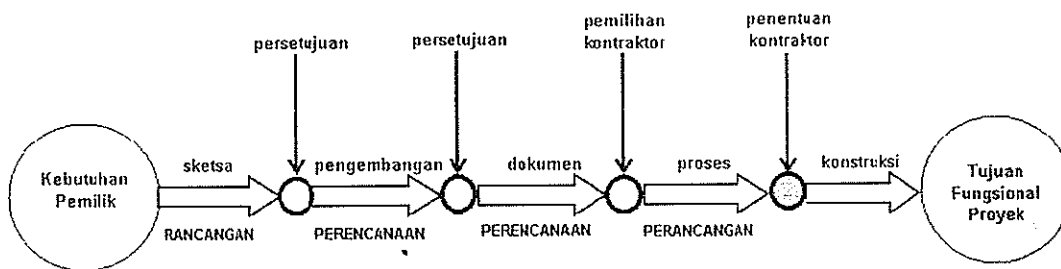 persetujuan
persetujuan
pemilihan
kontraktor
penentuan
kontraktor
Kebutuhan
Pemilik
sketsa
pengembangan
dokumen
proses
konstruksi
Tujuan
Fungsional
Proyek
RANCANGAN
PERENCANAAN
PERENCANAAN
PERANCANGAN